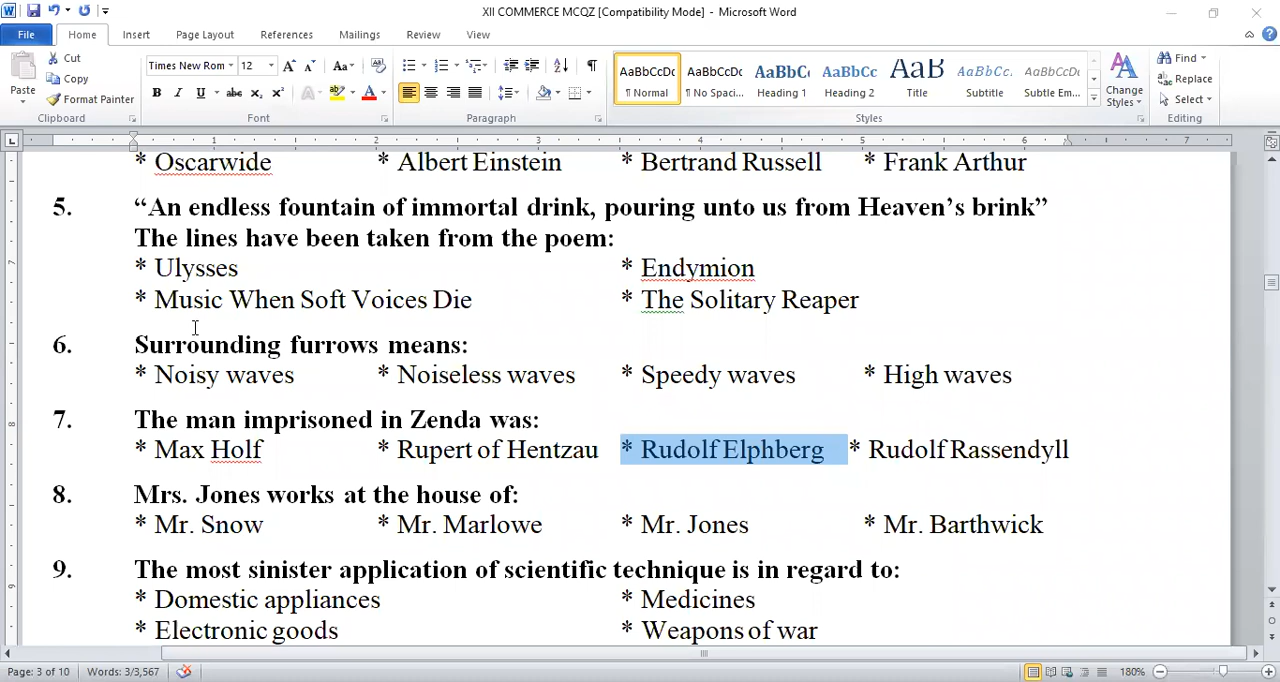 XII COMMERCE MCQZ [Compatibility Mode] - Microsoft Word
File Home Insert Page Layout References Mailings Review View
Paste
Cut
Copy
Format Painter
Clipboard
Times New Rom 12
Font
Paragraph
AaBbCcDc AaBbCcDc AaBbC AaBbCc AaB AaBbCc. AaBbCcDc
¶ Normal ¶ No Spaci... Heading 1 Heading 2 Title Subtitle Subtle Em...
Styles
Change Styles
Find
Replace
Select
Editing
1 2 3 4 5 6 7
* Oscarwide * Albert Einstein * Bertrand Russell * Frank Arthur
5. “An endless fountain of immortal drink, pouring unto us from Heaven’s brink”
The lines have been taken from the poem:
* Ulysses * Endymion
* Music When Soft Voices Die * The Solitary Reaper
6. Surrounding furrows means:
* Noisy waves * Noiseless waves * Speedy waves * High waves
7. The man imprisoned in Zenda was:
* Max Holf * Rupert of Hentzau * Rudolf Elphberg * Rudolf Rassendyll
8. Mrs. Jones works at the house of:
* Mr. Snow * Mr. Marlowe * Mr. Jones * Mr. Barthwick
9. The most sinister application of scientific technique is in regard to:
* Domestic appliances * Medicines
* Electronic goods * Weapons of war
Page: 3 of 10 Words: 3/3,567 180%